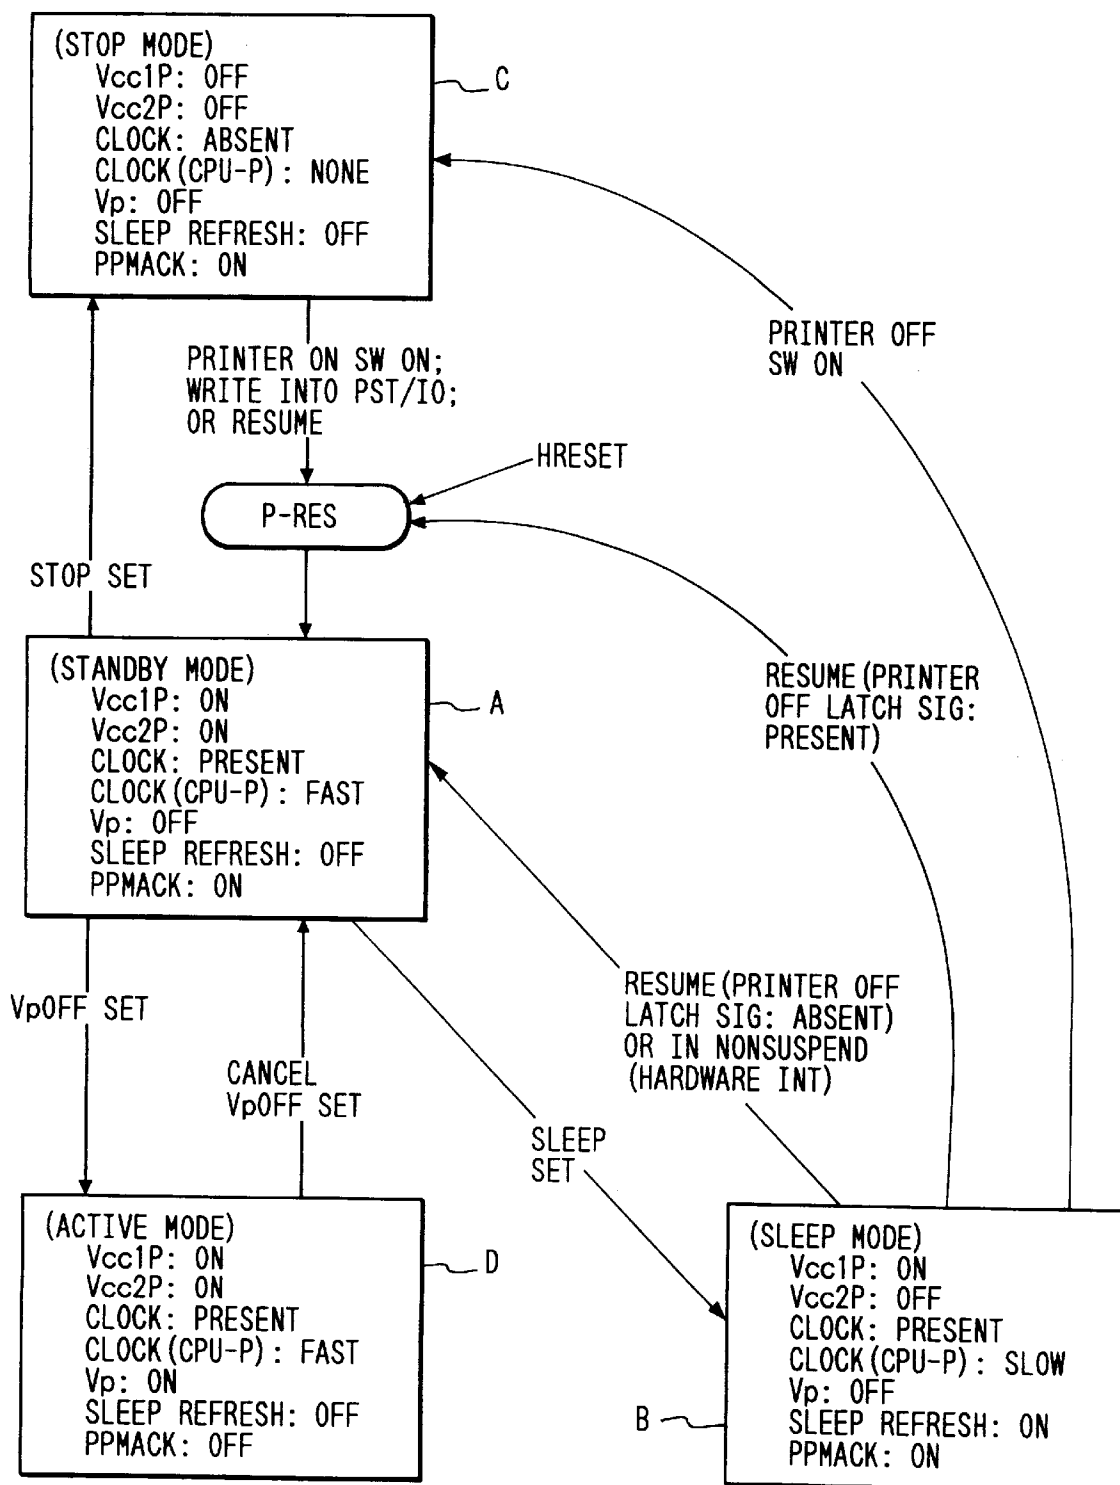 (STOP MODE)
Vcc1P: OFF
Vcc2P: OFF
CLOCK: ABSENT
CLOCK(CPU-P): NONE
Vp: OFF
SLEEP REFRESH: OFF
PPMACK: ON
C
PRINTER OFF
SW ON
PRINTER ON SW ON;
WRITE INTO PST/IO;
OR RESUME
HRESET
P-RES
STOP SET
(STANDBY MODE)
Vcc1P: ON
Vcc2P: ON
CLOCK: PRESENT
CLOCK(CPU-P): FAST
Vp: OFF
SLEEP REFRESH: OFF
PPMACK: ON
A
RESUME(PRINTER
OFF LATCH SIG:
PRESENT)
RESUME(PRINTER OFF
LATCH SIG: ABSENT)
OR IN NONSUSPEND
(HARDWARE INT)
VpOFF SET
CANCEL
VpOFF SET
SLEEP
SET
(ACTIVE MODE)
Vcc1P: ON
Vcc2P: ON
CLOCK: PRESENT
CLOCK(CPU-P): FAST
Vp: ON
SLEEP REFRESH: OFF
PPMACK: OFF
D
(SLEEP MODE)
Vcc1P: ON
Vcc2P: OFF
CLOCK: PRESENT
CLOCK(CPU-P): SLOW
Vp: OFF
SLEEP REFRESH: ON
PPMACK: ON
B